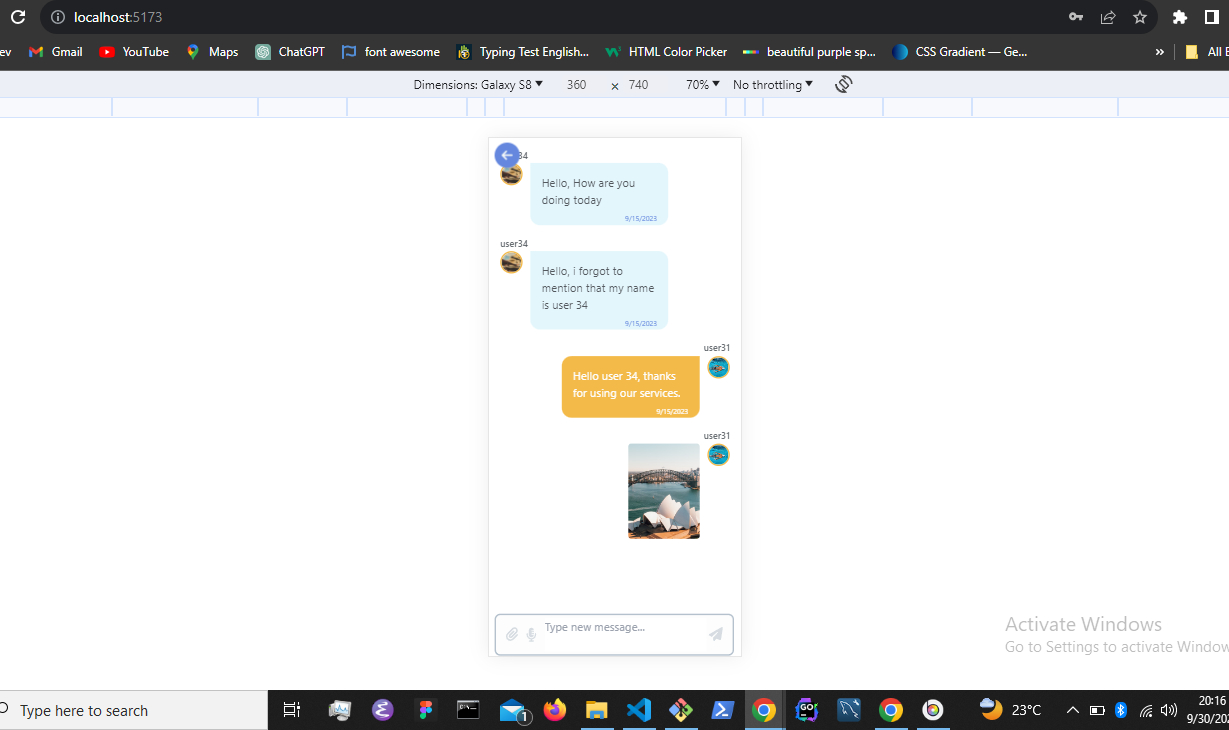 localhost:5173
ev Gmail YouTube Maps ChatGPT font awesome Typing Test English... HTML Color Picker beautiful purple sp... CSS Gradient — Ge... » All E
Dimensions: Galaxy S8 360 × 740 70% No throttling
34
Hello, How are you
doing today
9/15/2023
user34
Hello, i forgot to
mention that my name
is user 34
9/15/2023
user31
Hello user 34, thanks
for using our services.
9/15/2023
user31
Type new message...
Activate Windows
Go to Settings to activate Window
Type here to search
1
GO
23°C
20:16
9/30/202